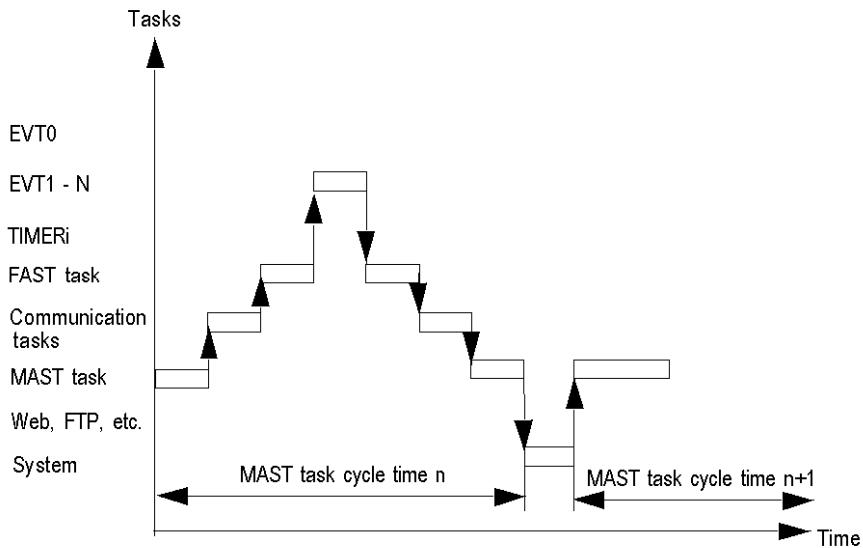 Tasks
EVT0
EVT1 - N
TIMERi
FAST task
Communication
tasks
MAST task
Web, FTP, etc.
System
MAST task cycle time n
MAST task cycle time n+1
Time